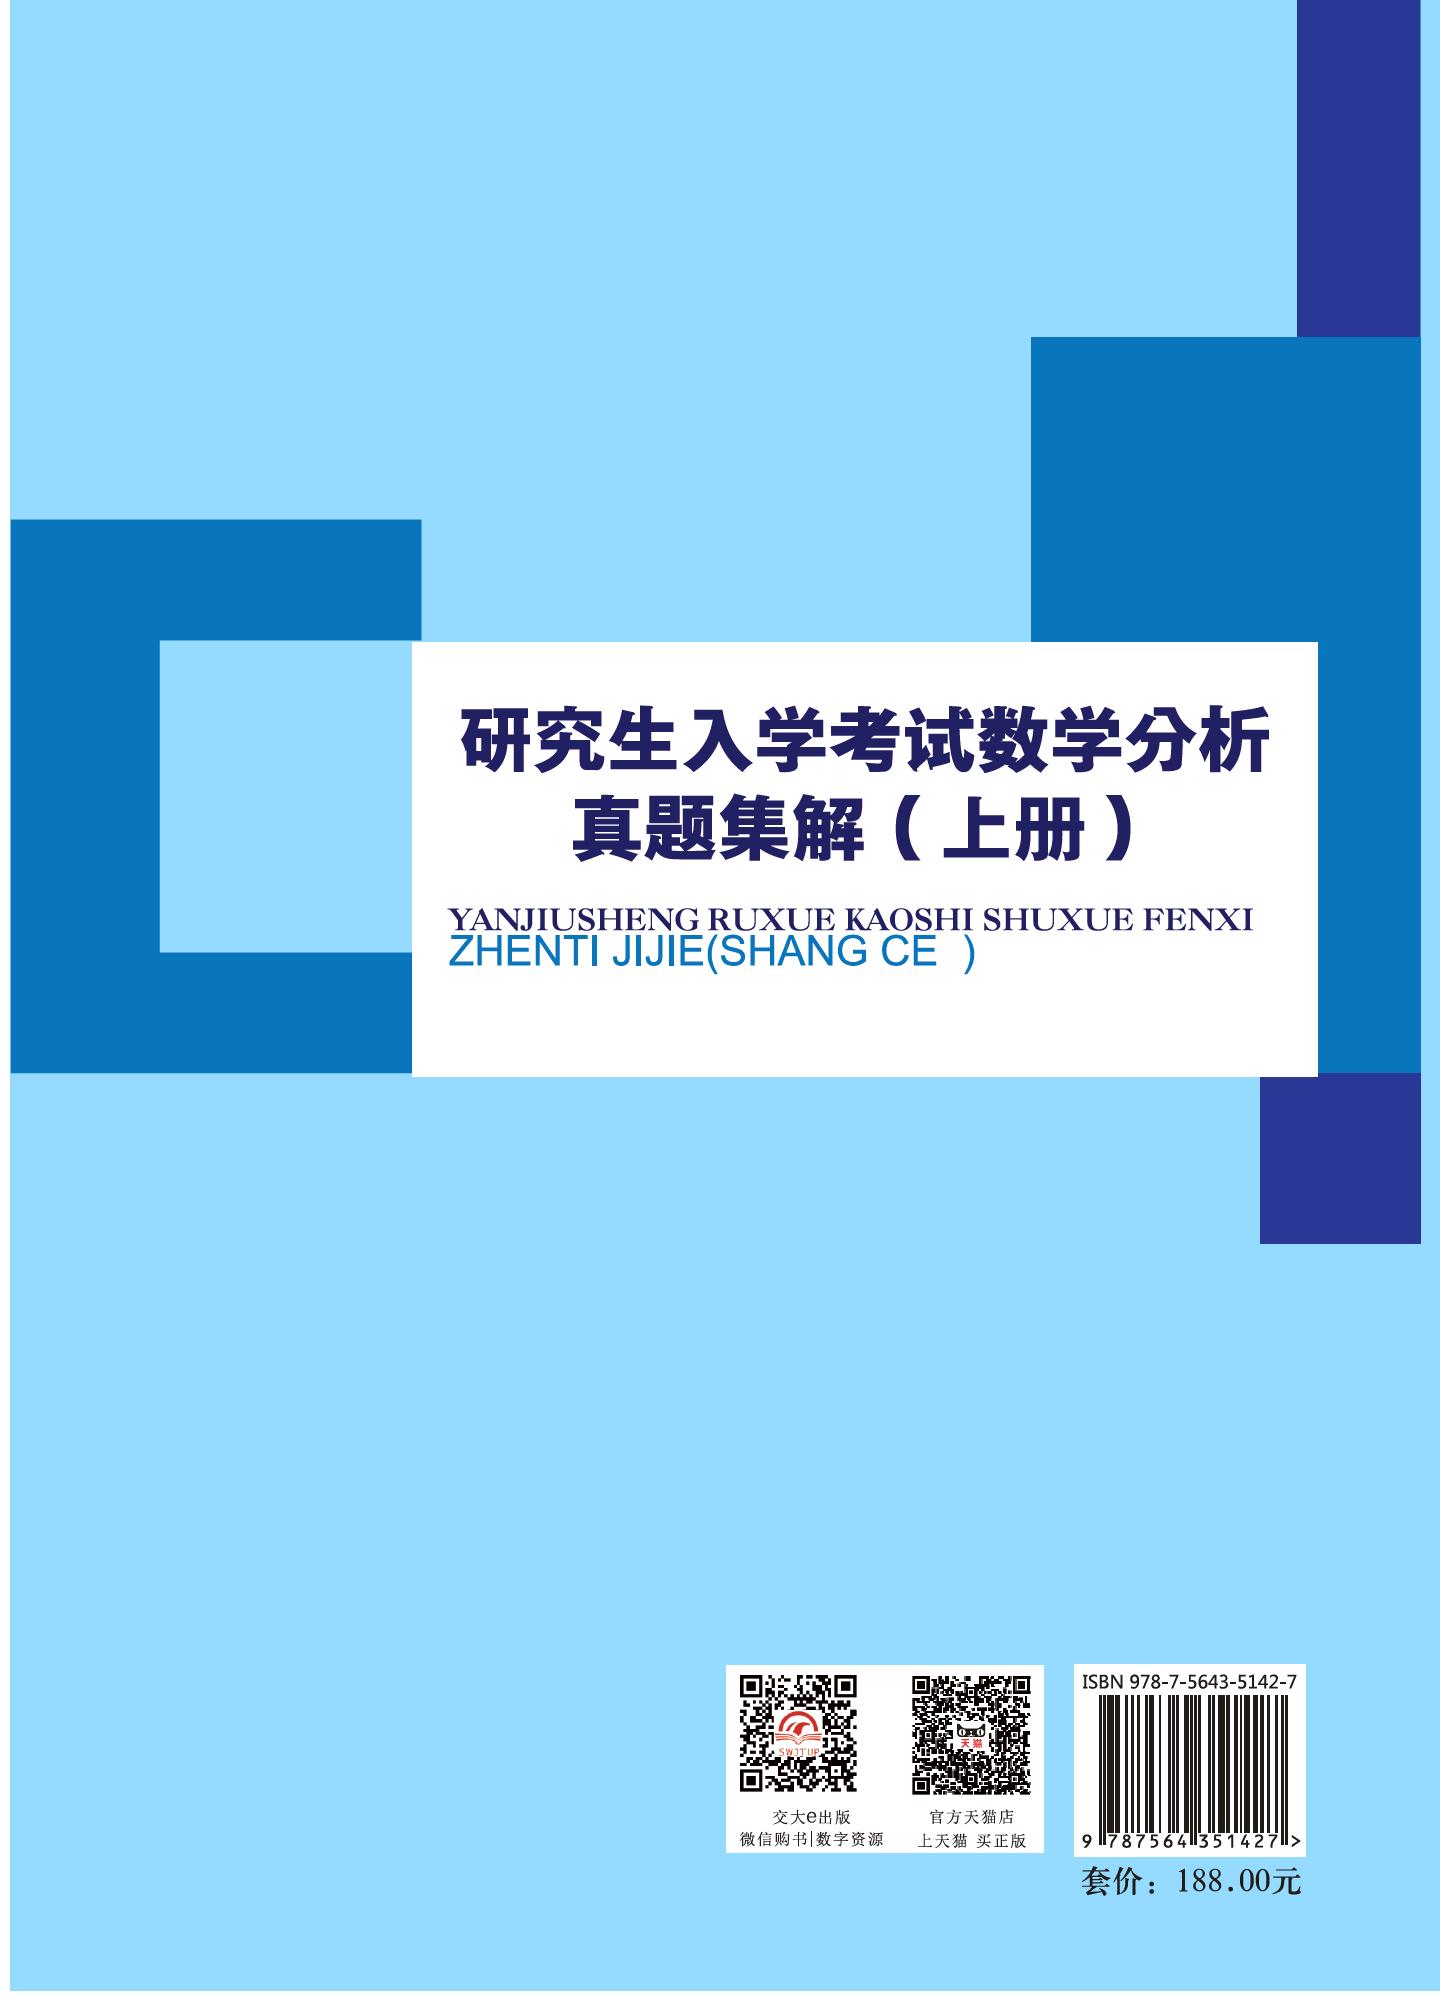 研究生入学考试数学分析
真题集解（上册）
YANJIUSHENG RUXUE KAOSHI SHUXUE FENXI
ZHENTI JIJIE(SHANG CE )
SWJTUP
天猫
交大e出版
微信购书|数字资源
官方天猫店
上天猫 买正版
ISBN 978-7-5643-5142-7
9 787564 351427 >
套价：188.00元